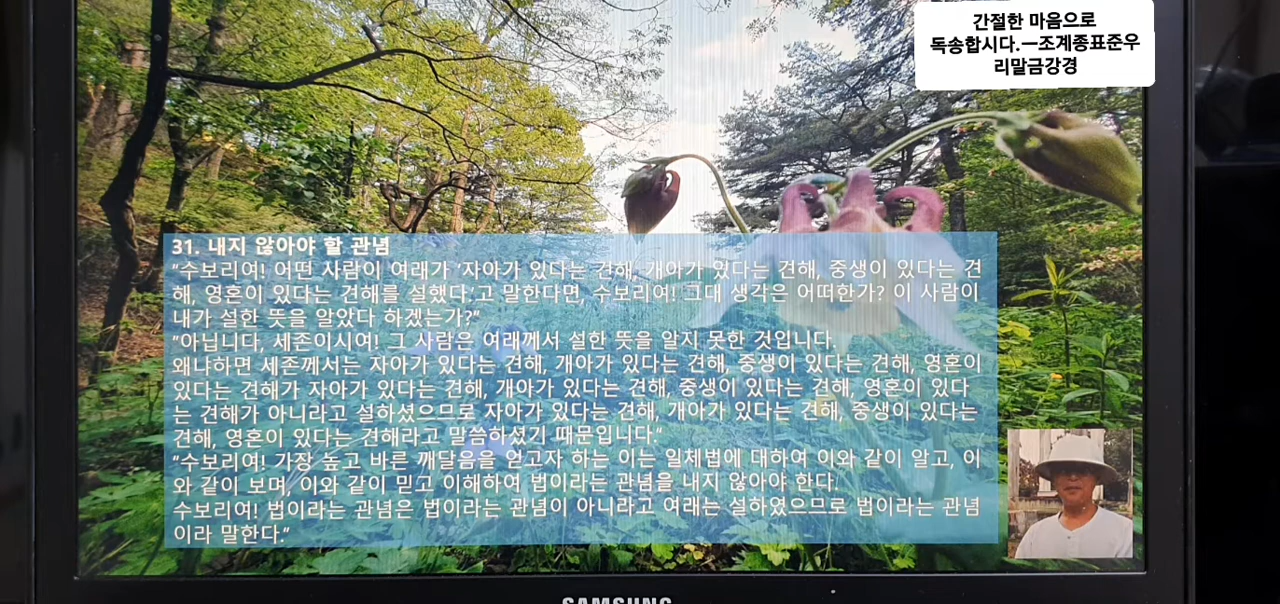 간절한 마음으로
독송합시다.ㅡ조계종표준우
리말금강경
31. 내지 않아야 할 관념
"수보리여! 어떤 사람이 여래가 '자아가 있다는 견해, 개아가 있다는 견해, 중생이 있다는 견
해, 영혼이 있다는 견해를 설했다.'고 말한다면, 수보리여! 그대 생각은 어떠한가? 이 사람이
내가 설한 뜻을 알았다 하겠는가?"
"아닙니다, 세존이시여! 그 사람은 여래께서 설한 뜻을 알지 못한 것입니다.
왜냐하면 세존께서는 자아가 있다는 견해, 개아가 있다는 견해, 중생이 있다는 견해, 영혼이
있다는 견해가 자아가 있다는 견해, 개아가 있다는 견해, 중생이 있다는 견해, 영혼이 있다
는 견해가 아니라고 설하셨으므로 자아가 있다는 견해, 개아가 있다는 견해, 중생이 있다는
견해, 영혼이 있다는 견해라고 말씀하셨기 때문입니다."
"수보리여! 가장 높고 바른 깨달음을 얻고자 하는 이는 일체법에 대하여 이와 같이 알고, 이
와 같이 보며, 이와 같이 믿고 이해하여 법이라는 관념을 내지 않아야 한다.
수보리여! 법이라는 관념은 법이라는 관념이 아니라고 여래는 설하였으므로 법이라는 관념
이라 말한다."
SAMSUNG